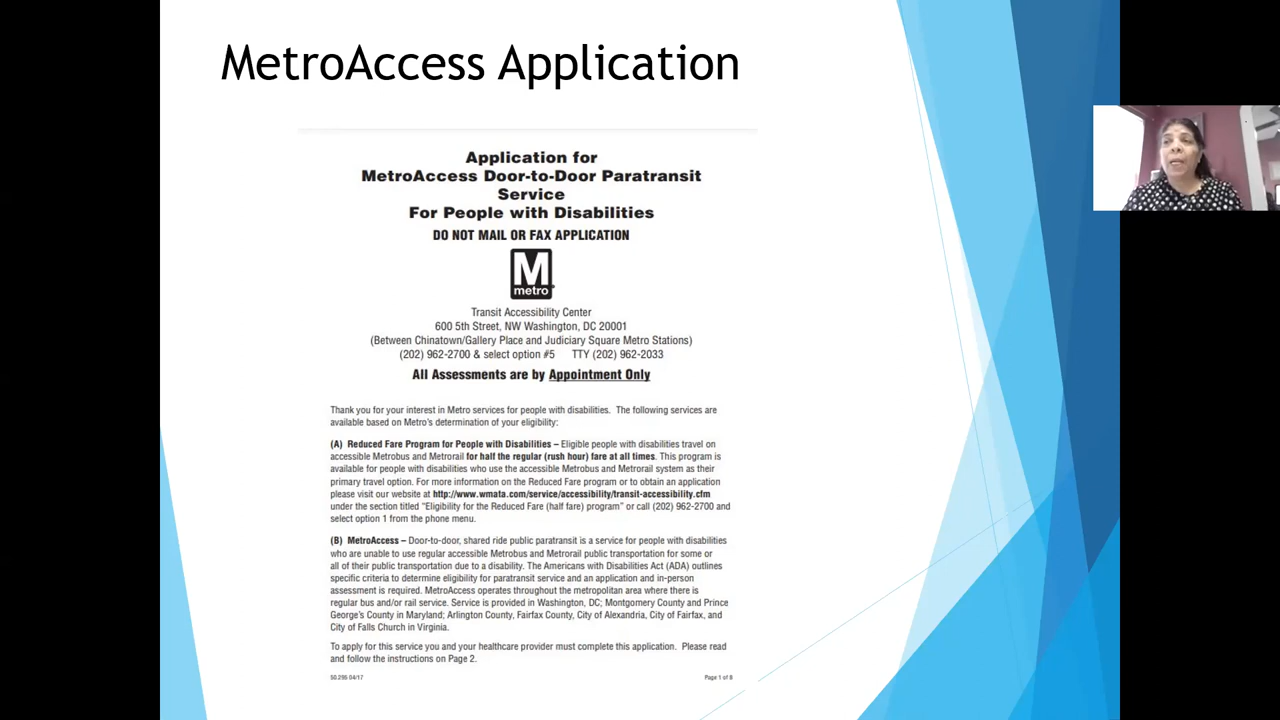 MetroAccess Application
Application for
MetroAccess Door-to-Door Paratransit
Service
For People with Disabilities
DO NOT MAIL OR FAX APPLICATION
M
metro
Transit Accessibility Center
600 5th Street, NW Washington, DC 20001
(Between Chinatown/Gallery Place and Judiciary Square Metro Stations)
(202) 962-2700 & select option #5 TTY (202) 962-2033
All Assessments are by Appointment Only
Thank you for your interest in Metro services for people with disabilities. The following services are
available based on Metro's determination of your eligibility:
(A) Reduced Fare Program for People with Disabilities – Eligible people with disabilities travel on
accessible Metrobus and Metrorail for half the regular (rush hour) fare at all times. This program is
available for people with disabilities who use the accessible Metrobus and Metrorail system as their
primary travel option. For more information on the Reduced Fare program or to obtain an application
please visit our website at http://www.wmata.com/service/accessibility/transit-accessibility.cfm
under the section titled "Eligibility for the Reduced Fare (half fare) program" or call (202) 962-2700 and
select option 1 from the phone menu.
(B) MetroAccess – Door-to-door, shared ride public paratransit is a service for people with disabilities
who are unable to use regular accessible Metrobus and Metrorail public transportation for some or
all of their public transportation due to a disability. The Americans with Disabilities Act (ADA) outlines
specific criteria to determine eligibility for paratransit service and an application and in-person
assessment is required. MetroAccess operates throughout the metropolitan area where there is
regular bus and/or rail service. Service is provided in Washington, DC; Montgomery County and Prince
George's County in Maryland; Arlington County, Fairfax County, City of Alexandria, City of Fairfax, and
City of Falls Church in Virginia.
To apply for this service you and your healthcare provider must complete this application. Please read
and follow the instructions on Page 2.
50.295 04/17 Page 1 of 8